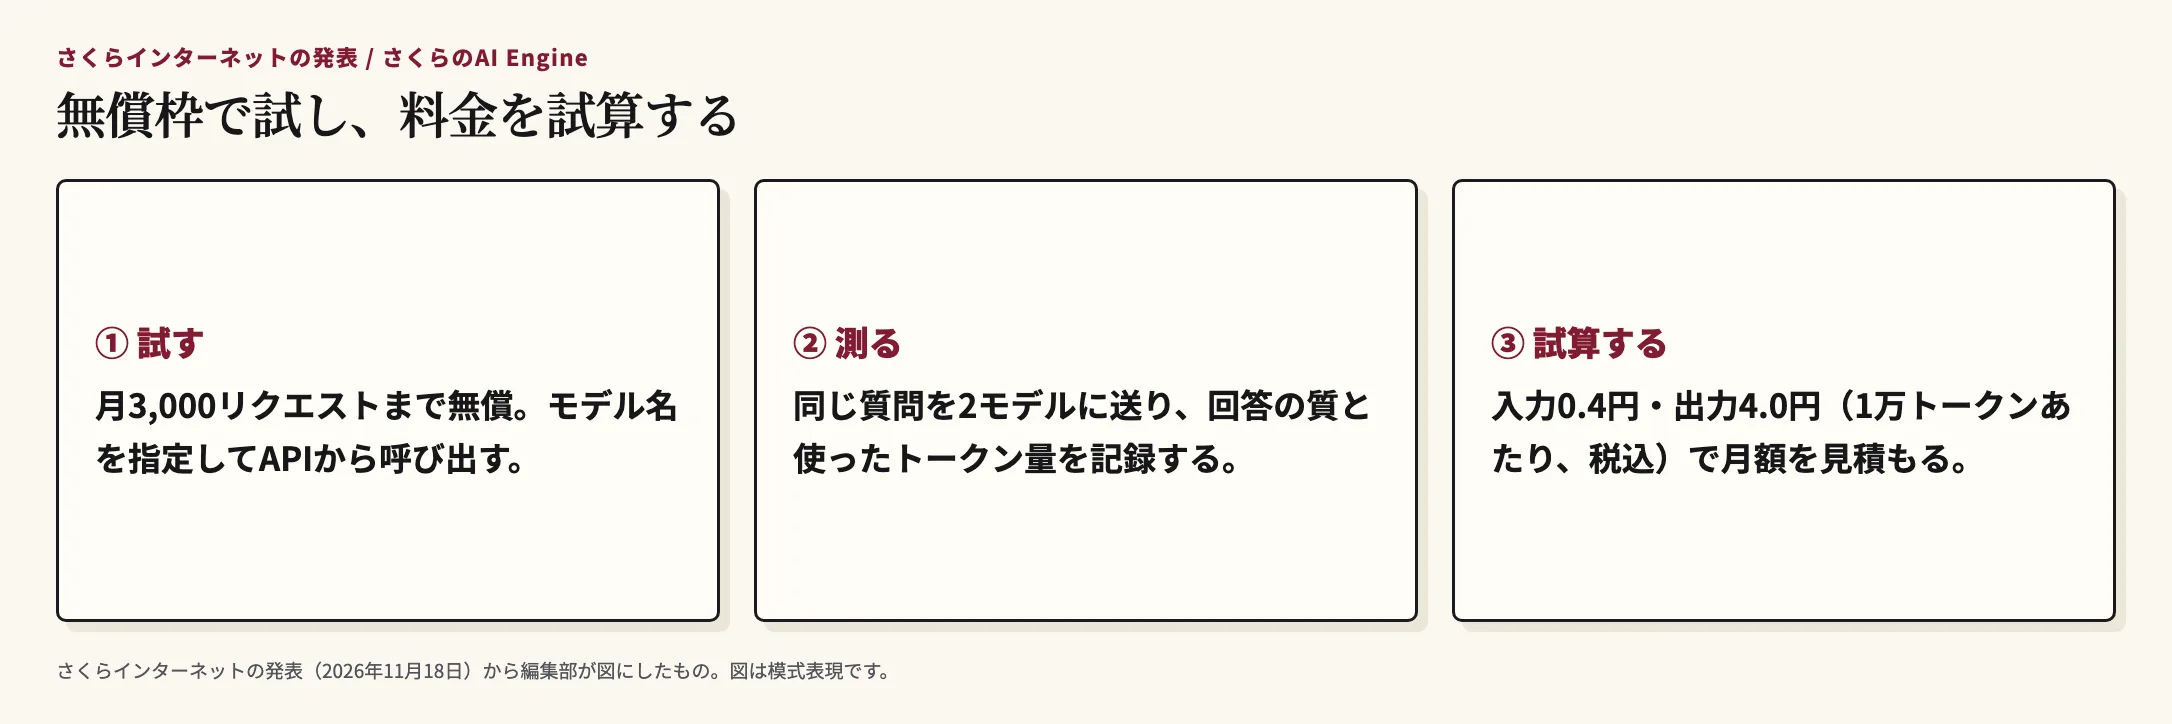 さくらインターネットの発表 / さくらのAI Engine
無償枠で試し、料金を試算する
① 試す
月3,000リクエストまで無償。モデル名
を指定してAPIから呼び出す。
② 測る
同じ質問を2モデルに送り、回答の質と
使ったトークン量を記録する。
③ 試算する
入力0.4円・出力4.0円（1万トークンあ
たり、税込）で月額を見積もる。
さくらインターネットの発表（2026年11月18日）から編集部が図にしたもの。図は模式表現です。